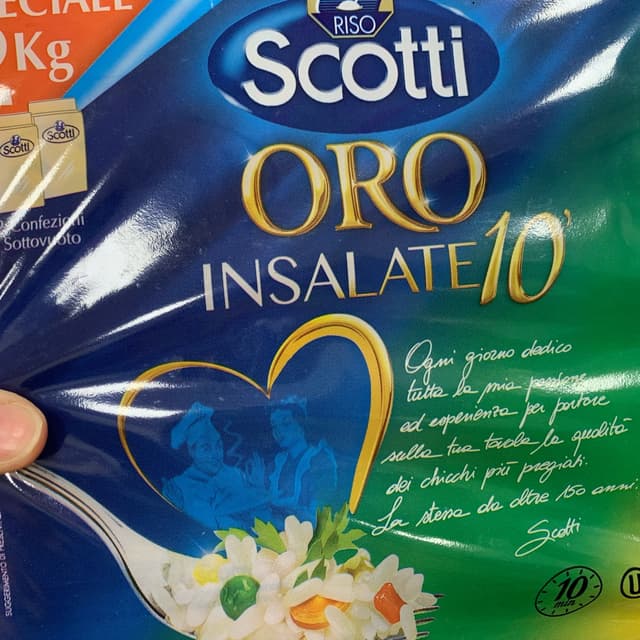 ECIALE
Kg
Scotti
Scotti
Confezioni
Sottovuoto
RISO
Scotti
ORO
INSALATE 10'
Ogni giorno dedico
tutta la mia passione
ed esperienza per portare
sulla tua tavola la qualità
dei chicchi più pregiati.
La stessa da oltre 150 anni.
Scotti
10
min
U